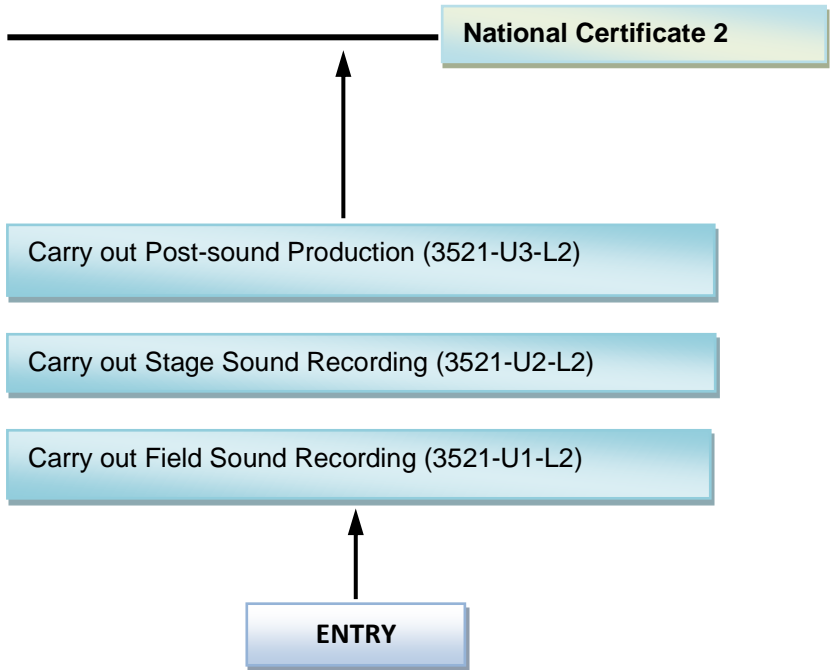 National Certificate 2
Carry out Post-sound Production (3521-U3-L2)
Carry out Stage Sound Recording (3521-U2-L2)
Carry out Field Sound Recording (3521-U1-L2)
ENTRY